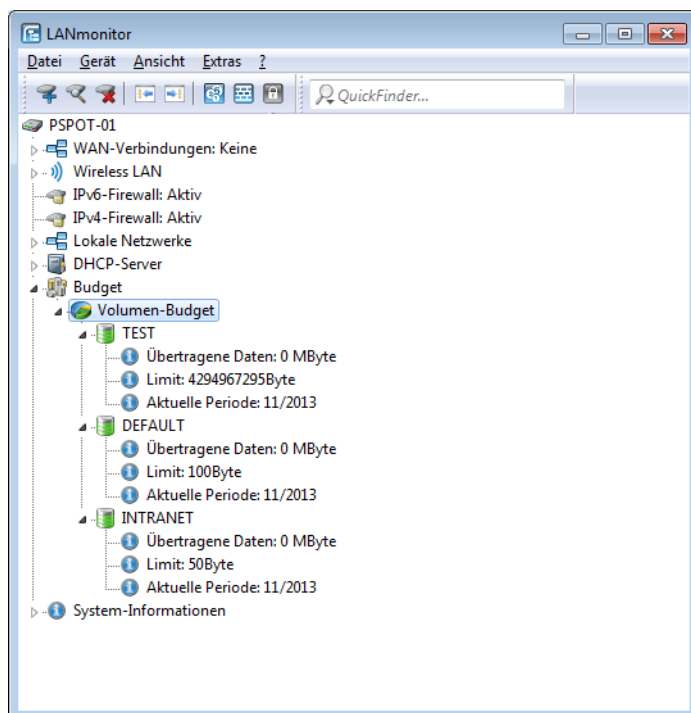 LANmonitor
Datei Gerät Ansicht Extras ?
QuickFinder...
PSPOT-01
WAN-Verbindungen: Keine
Wireless LAN
IPv6-Firewall: Aktiv
IPv4-Firewall: Aktiv
Lokale Netzwerke
DHCP-Server
Budget
Volumen-Budget
TEST
Übertragene Daten: 0 MByte
Limit: 4294967295Byte
Aktuelle Periode: 11/2013
DEFAULT
Übertragene Daten: 0 MByte
Limit: 100Byte
Aktuelle Periode: 11/2013
INTRANET
Übertragene Daten: 0 MByte
Limit: 50Byte
Aktuelle Periode: 11/2013
System-Informationen